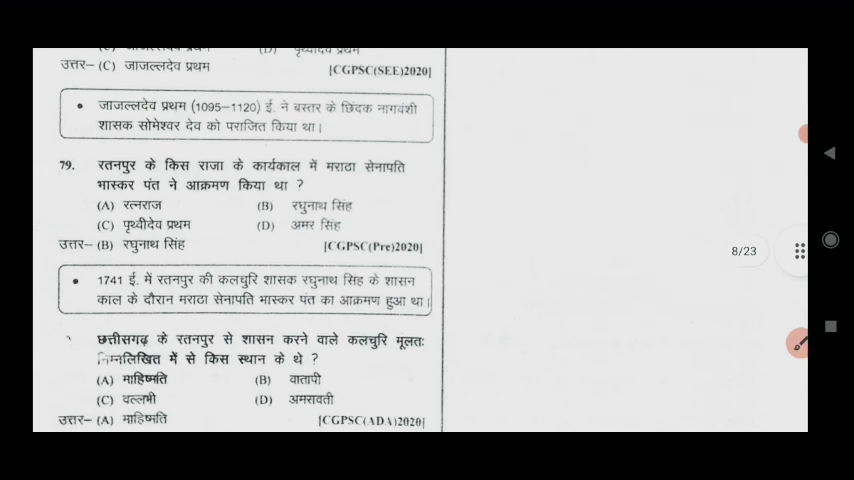 उत्तर– (C) जाजल्लदेव प्रथम [CGPSC(SEE)2020]
• जाजल्लदेव प्रथम (1095–1120) ई. ने बस्तर के छिंदक नागवंशी
शासक सोमेश्वर देव को पराजित किया था।
79. रतनपुर के किस राजा के कार्यकाल में मराठा सेनापति
भास्कर पंत ने आक्रमण किया था ?
(A) रत्नराज (B) रघुनाथ सिंह
(C) पृथ्वीदेव प्रथम (D) अमर सिंह
उत्तर– (B) रघुनाथ सिंह [CGPSC(Pre)2020]
8/23
• 1741 ई. में रतनपुर की कलचुरि शासक रघुनाथ सिंह के शासन
काल के दौरान मराठा सेनापति भास्कर पंत का आक्रमण हुआ था।
छत्तीसगढ़ के रतनपुर से शासन करने वाले कलचुरि मूलतः
निम्नलिखित में से किस स्थान के थे ?
(A) माहिष्मति (B) वातापी
(C) वल्लभी (D) अमरावती
उत्तर– (A) माहिष्मति [CGPSC(ADA)2020]